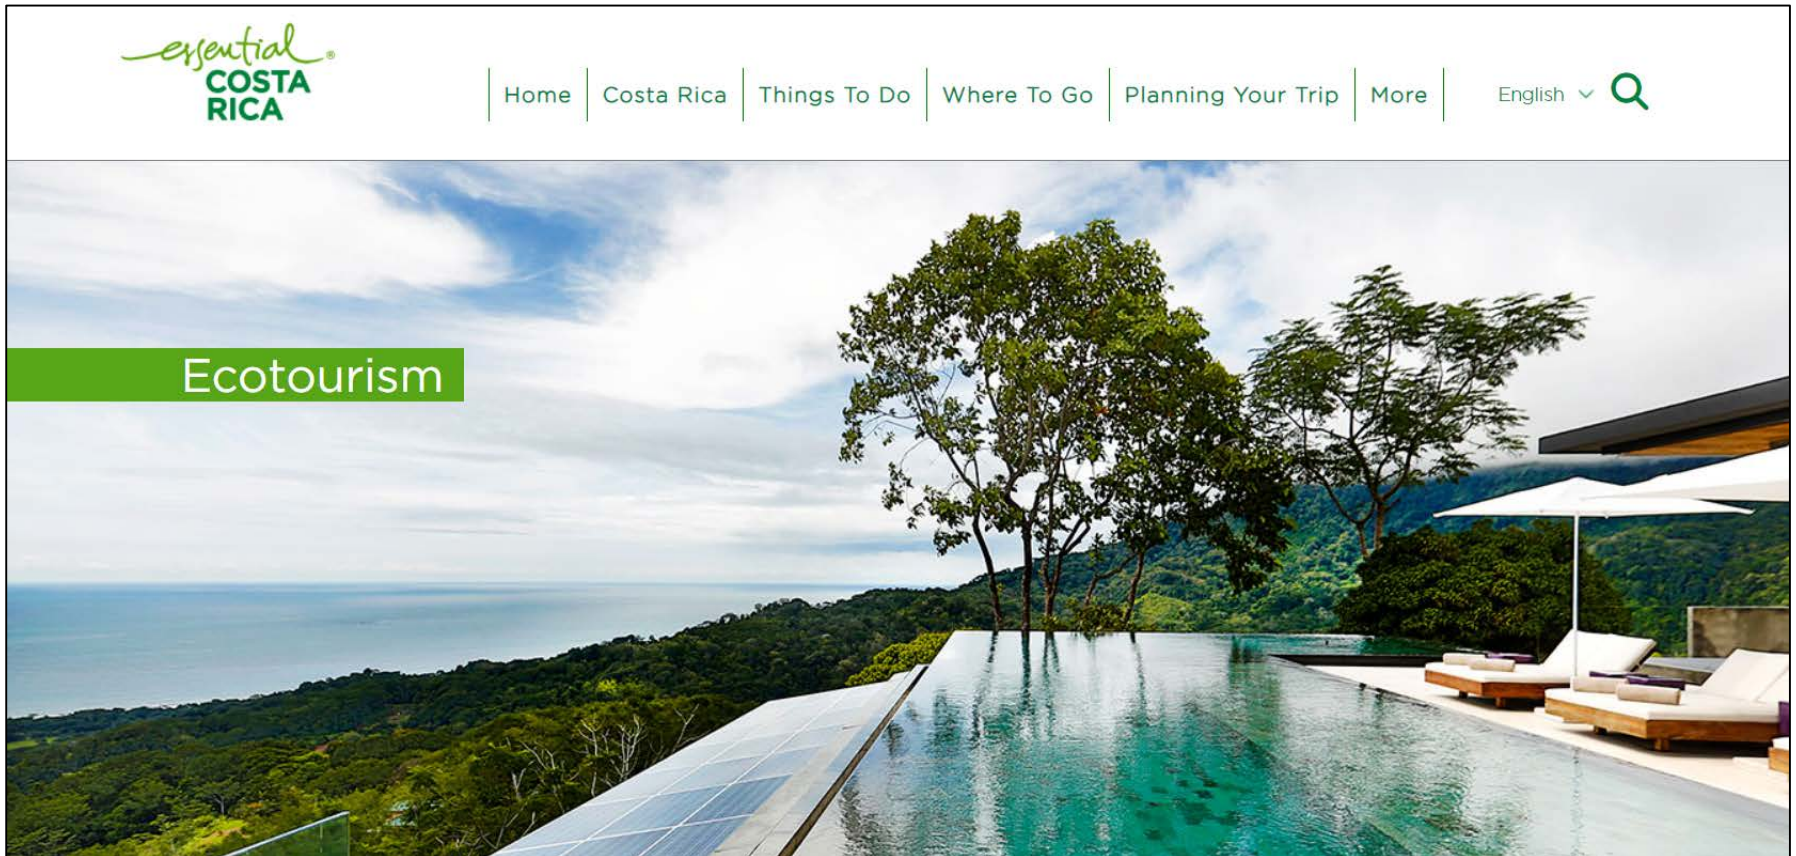 essential®
COSTA
RICA
Home
Costa Rica
Things To Do
Where To Go
Planning Your Trip
More
English
Ecotourism